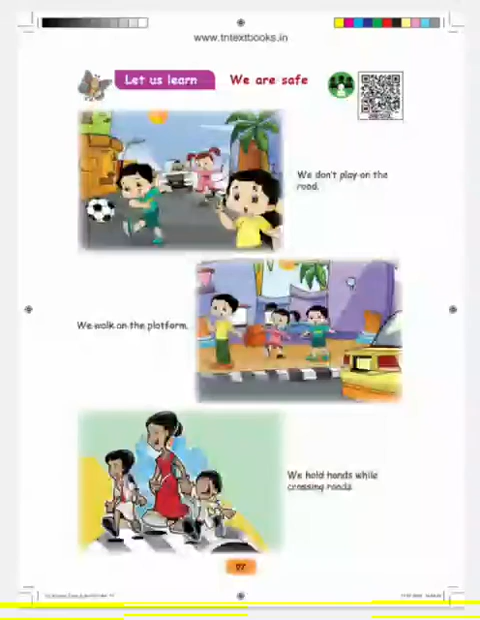 www.tntextbooks.in
Let us learn
We are safe
We don't play on the
road.
We walk on the platform.
We hold hands while
crossing roads.
97